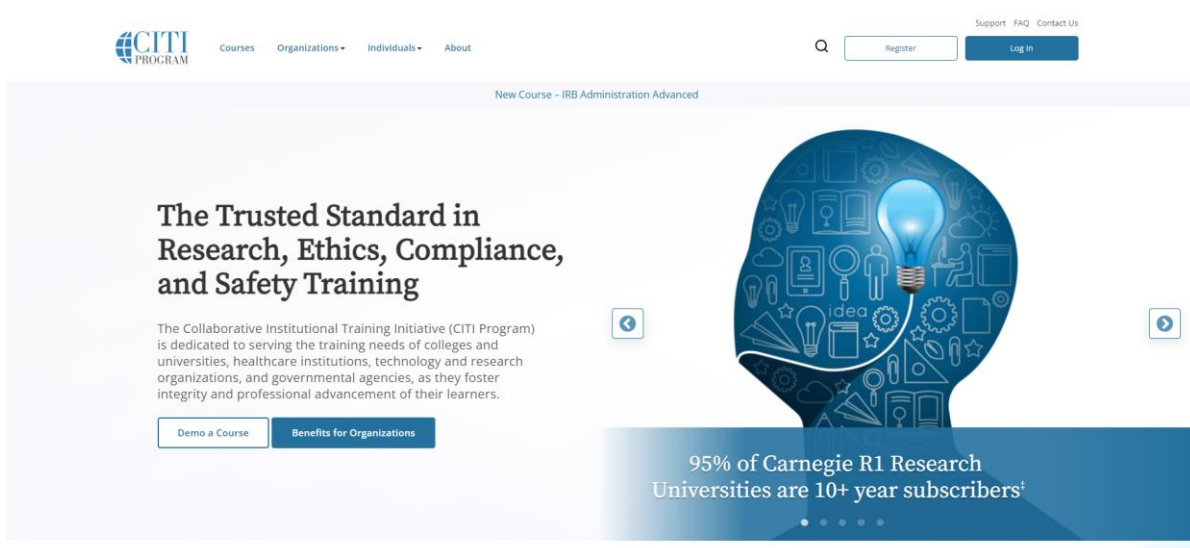 Support FAQ Contact Us
CITI
PROGRAM
Courses Organizations Individuals About
Register Log In
New Course – IRB Administration Advanced
The Trusted Standard in
Research, Ethics, Compliance,
and Safety Training
The Collaborative Institutional Training Initiative (CITI Program)
is dedicated to serving the training needs of colleges and
universities, healthcare institutions, technology and research
organizations, and governmental agencies, as they foster
integrity and professional advancement of their learners.
Demo a Course Benefits for Organizations
idea
95% of Carnegie R1 Research
Universities are 10+ year subscribers‡